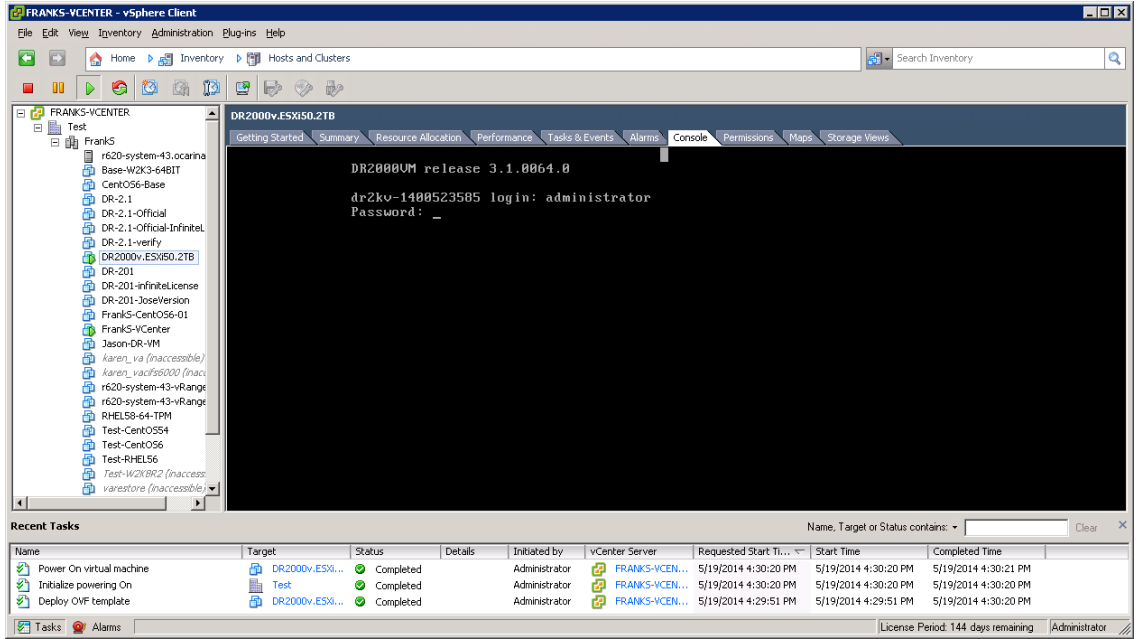 FRANKS-VCENTER - vSphere Client
File Edit View Inventory Administration Plug-ins Help
Home Inventory Hosts and Clusters Search Inventory
FRANKS-VCENTER
Test
FrankS
r620-system-43.ocarina
Base-W2K3-64BIT
CentOS6-Base
DR-2.1
DR-2.1-Official
DR-2.1-Official-InfiniteL
DR-2.1-verify
DR2000v.ESXi50.2TB
DR-201
DR-201-infiniteLicense
DR-201-JoseVersion
FrankS-CentOS6-01
FrankS-VCenter
Jason-DR-VM
karen_va (inaccessible)
karen_vacifs6000 (inacc
r620-system-43-vRange
r620-system-43-vRange
RHEL58-64-TPM
Test-CentOS54
Test-CentOS6
Test-RHEL56
Test-W2K8R2 (inaccess
varestore (inaccessible)
DR2000v.ESXi50.2TB
Getting Started Summary Resource Allocation Performance Tasks & Events Alarms Console Permissions Maps Storage Views
DR2000VM release 3.1.0064.0
dr2kv-1400523585 login: administrator
Password: _
Recent Tasks Name, Target or Status contains: Clear
Name Target Status Details Initiated by vCenter Server Requested Start Ti... Start Time Completed Time
Power On virtual machine DR2000v.ESXi... Completed Administrator FRANKS-VCEN... 5/19/2014 4:30:20 PM 5/19/2014 4:30:20 PM 5/19/2014 4:30:21 PM
Initialize powering On Test Completed Administrator FRANKS-VCEN... 5/19/2014 4:30:20 PM 5/19/2014 4:30:20 PM 5/19/2014 4:30:20 PM
Deploy OVF template DR2000v.ESXi... Completed Administrator FRANKS-VCEN... 5/19/2014 4:29:51 PM 5/19/2014 4:29:51 PM 5/19/2014 4:30:20 PM
Tasks Alarms License Period: 144 days remaining Administrator